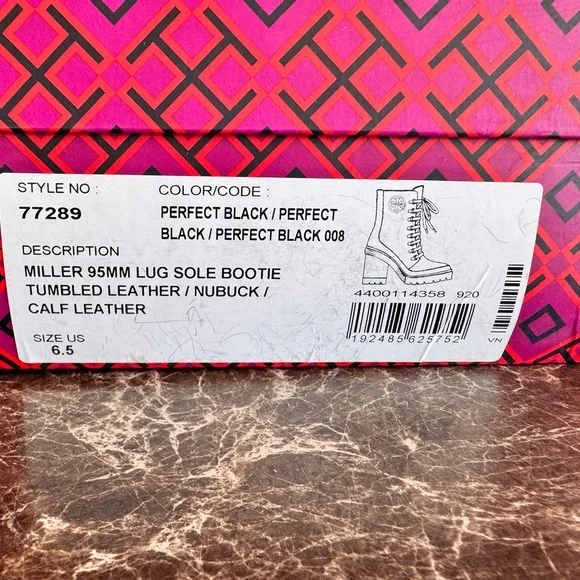 STYLE NO :
77289
COLOR/CODE :
PERFECT BLACK / PERFECT
BLACK / PERFECT BLACK 008
DESCRIPTION
MILLER 95MM LUG SOLE BOOTIE
TUMBLED LEATHER / NUBUCK /
CALF LEATHER
SIZE US
6.5
4400114358 920
192485625752
VN